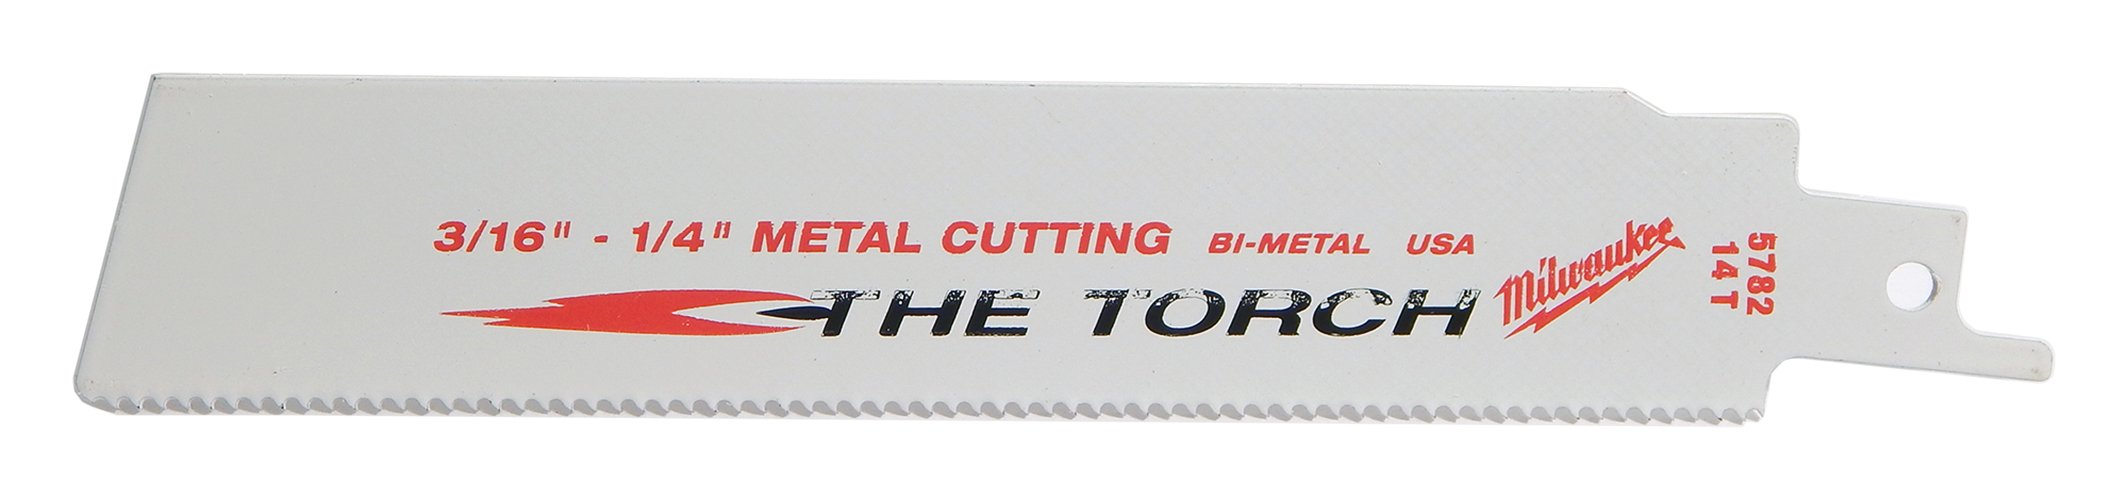 3/16" - 1/4" METAL CUTTING BI-METAL USA
THE TORCH
Milwaukee
5782
14T